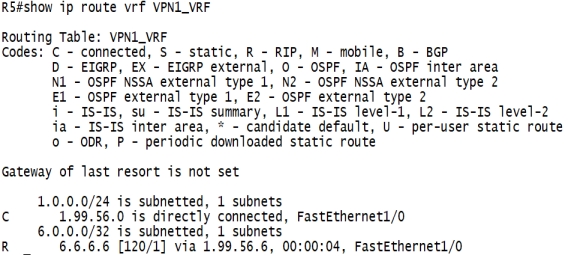 R5#show ip route vrf VPN1_VRF
Routing Table: VPN1_VRF
Codes: C - connected, S - static, R - RIP, M - mobile, B - BGP
D - EIGRP, EX - EIGRP external, O - OSPF, IA - OSPF inter area
N1 - OSPF NSSA external type 1, N2 - OSPF NSSA external type 2
E1 - OSPF external type 1, E2 - OSPF external type 2
i - IS-IS, su - IS-IS summary, L1 - IS-IS level-1, L2 - IS-IS level-2
ia - IS-IS inter area, * - candidate default, U - per-user static route
o - ODR, P - periodic downloaded static route
Gateway of last resort is not set
1.0.0.0/24 is subnetted, 1 subnets
C 1.99.56.0 is directly connected, FastEthernet1/0
6.0.0.0/32 is subnetted, 1 subnets
R _ 6.6.6.6 [120/1] via 1.99.56.6, 00:00:04, FastEthernet1/0